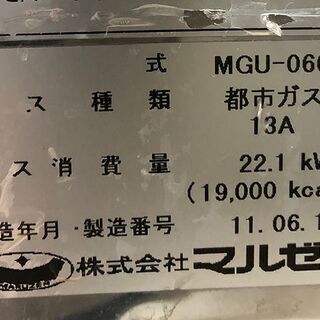 式 MGU-06
ス種類 都市ガス
13A
ス消費量 22.1 k
(19,000 kca
造年月・製造番号 11.06.1
株式会社マルゼ